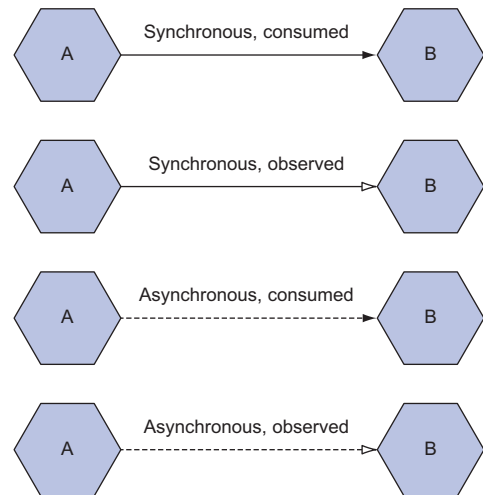 Synchronous, consumed
A B
Synchronous, observed
A B
Asynchronous, consumed
A B
Asynchronous, observed
A B